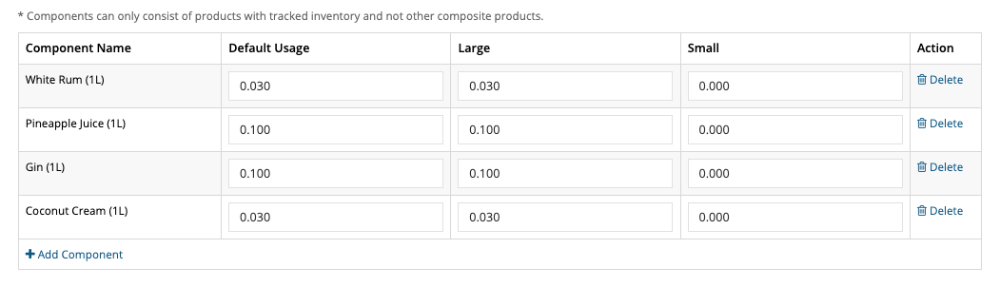 * Components can only consist of products with tracked inventory and not other composite products.
Component Name Default Usage Large Small Action
White Rum (1L) 0.030 0.030 0.000 Delete
Pineapple Juice (1L) 0.100 0.100 0.000 Delete
Gin (1L) 0.100 0.100 0.000 Delete
Coconut Cream (1L) 0.030 0.030 0.000 Delete
+ Add Component